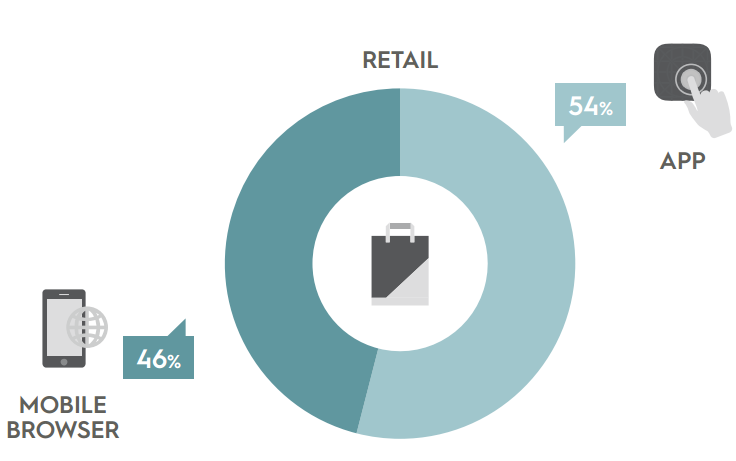 RETAIL
54%
APP
46%
MOBILE
BROWSER